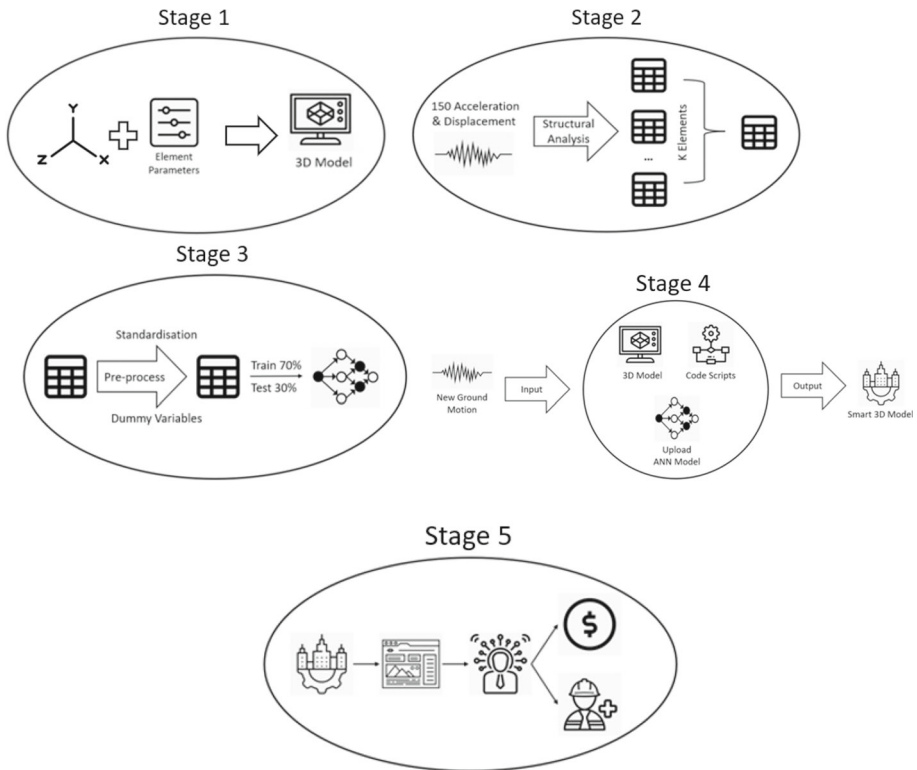 Stage 1
Y
Z
X
Element
Parameters
3D Model
Stage 2
150 Acceleration
& Displacement
Structural
Analysis
...
K Elements
Stage 3
Standardisation
Pre-process
Dummy Variables
Train 70%
Test 30%
Stage 4
New Ground
Motion
Input
3D Model
Code Scripts
Upload
ANN Model
Output
Smart 3D Model
Stage 5
$